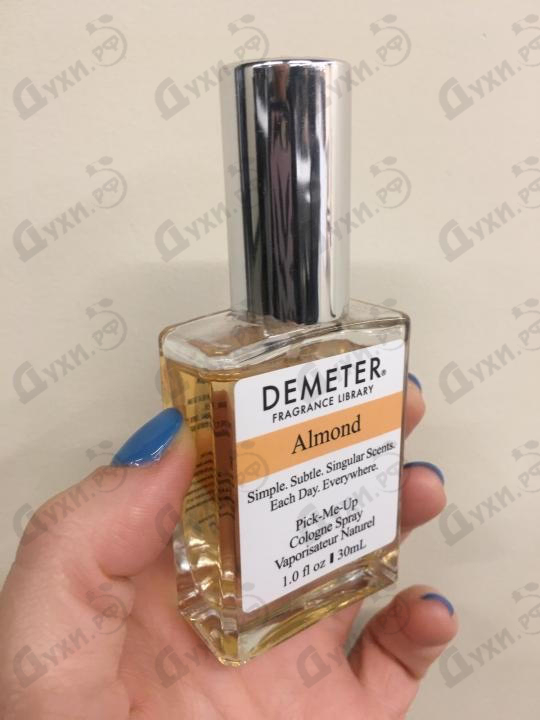 DEMETER®
FRAGRANCE LIBRARY
Almond
Simple. Subtle. Singular Scents.
Each Day. Everywhere.
Pick-Me-Up
Cologne Spray
Vaporisateur Naturel
1.0 fl oz 30mL
Духи.РФ